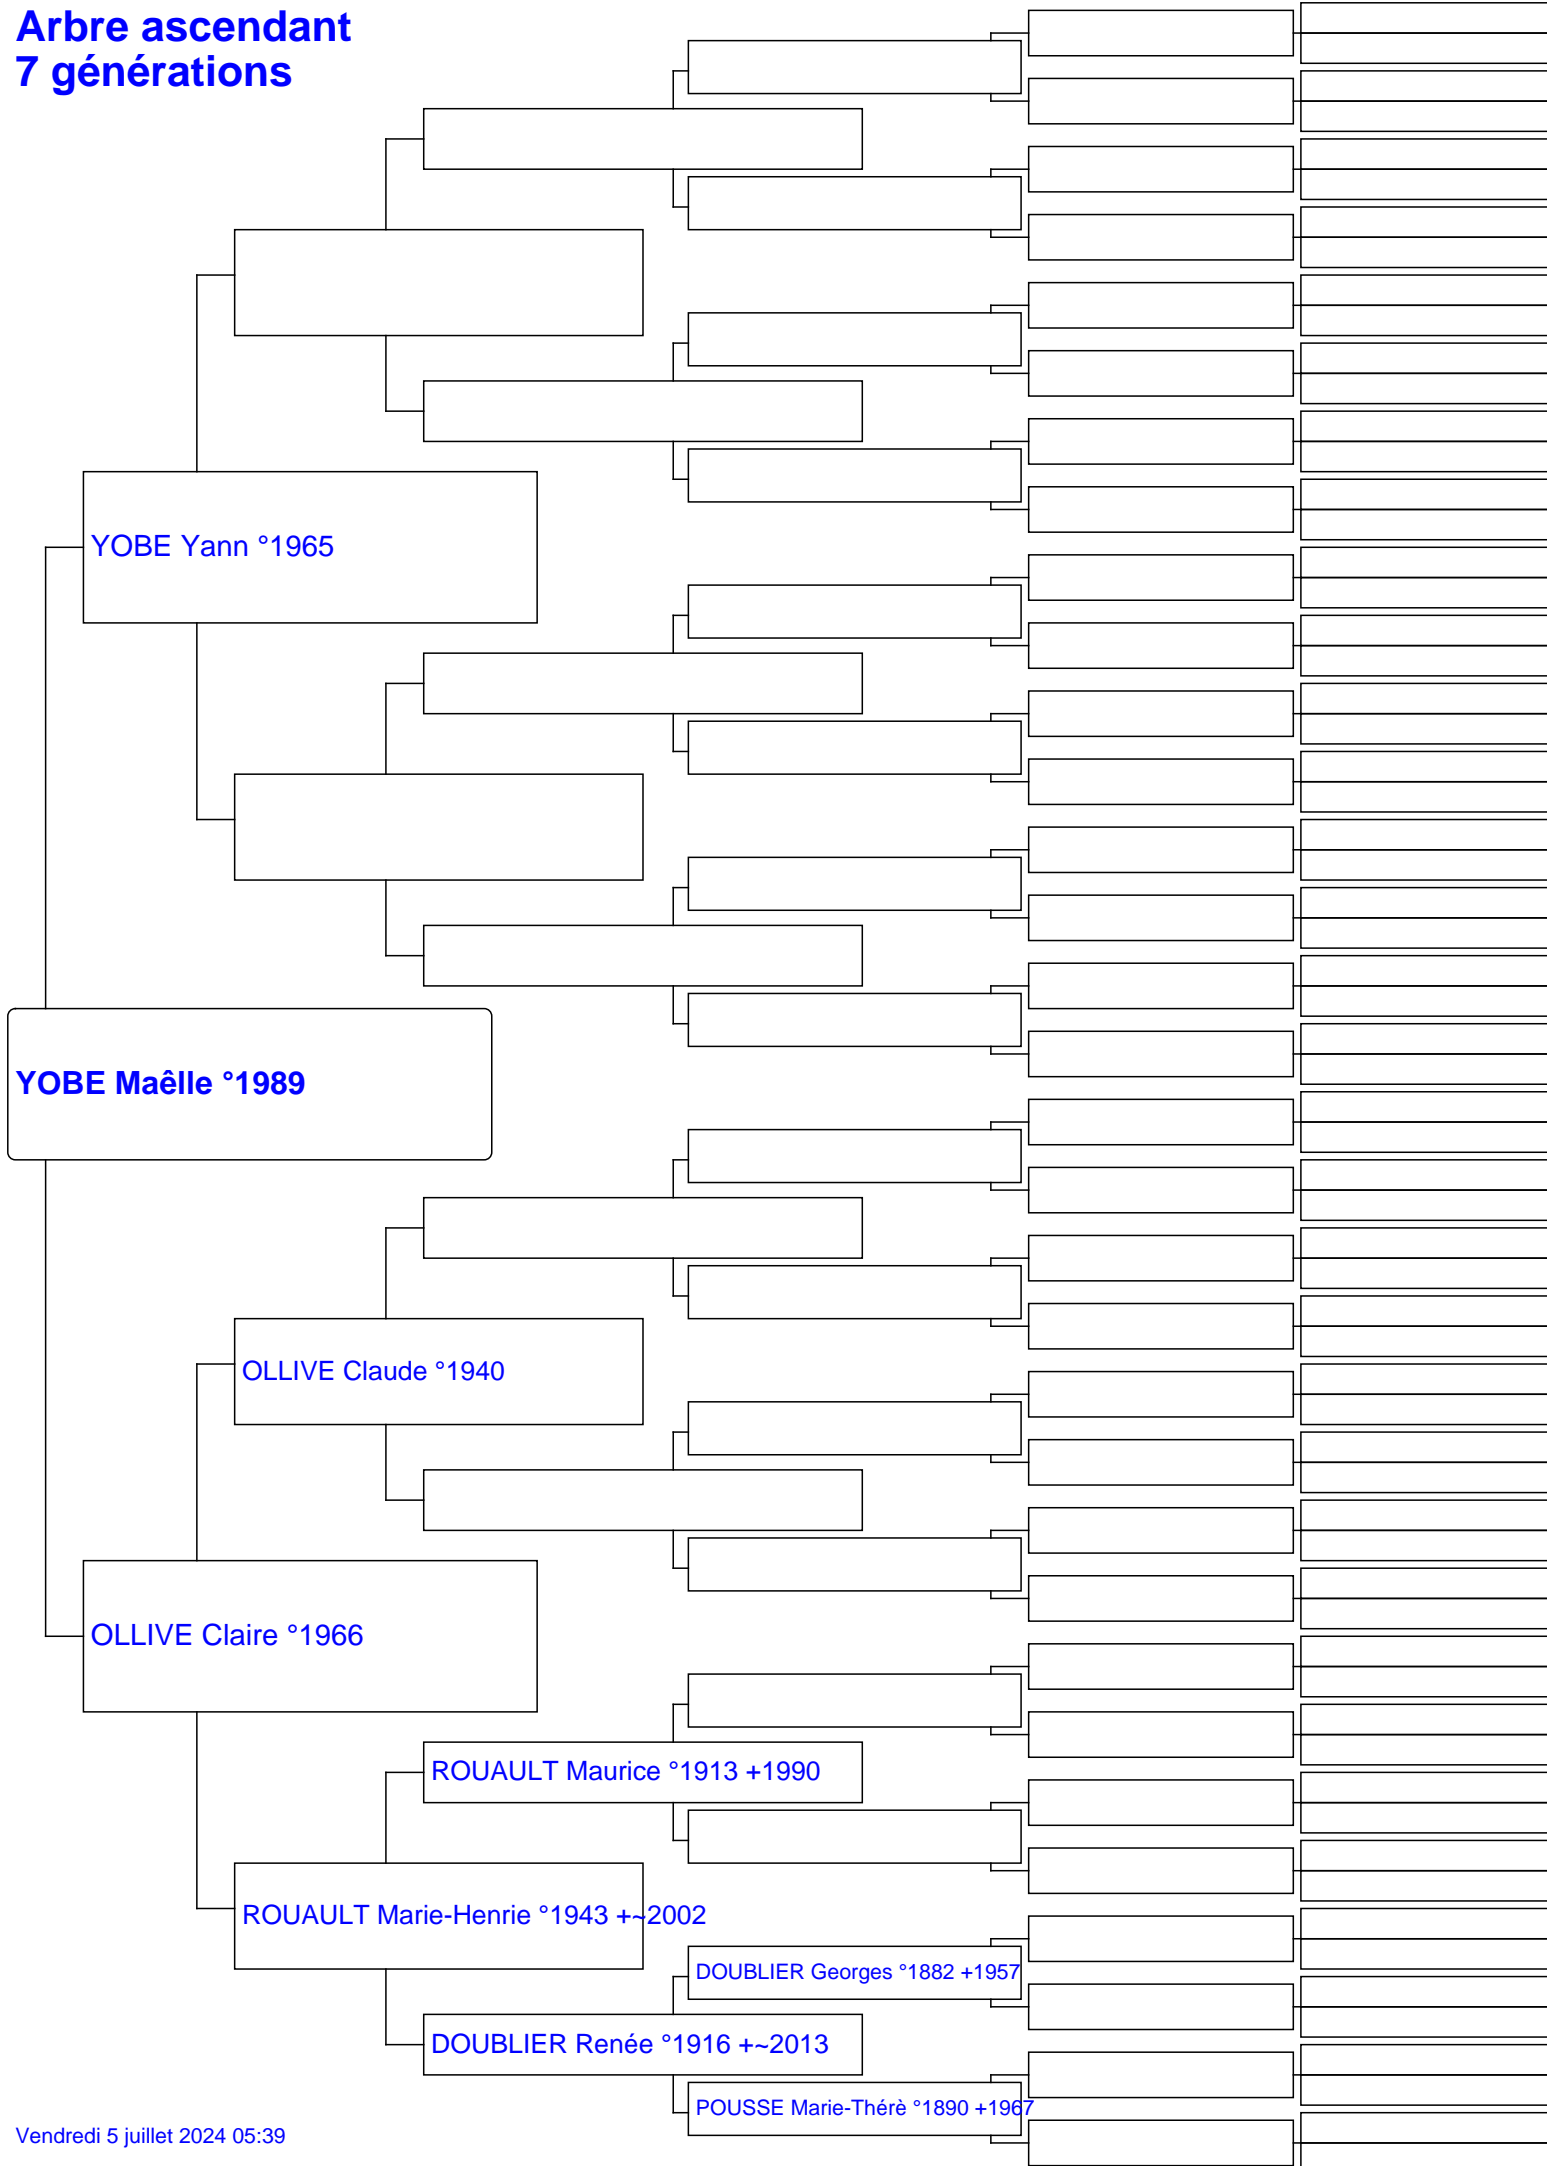 Arbre ascendant
7 générations
YOBE Yann °1965
YOBE Maêlle °1989
OLLIVE Claude °1940
OLLIVE Claire °1966
ROUAULT Maurice °1913 +1990
ROUAULT Marie-Henrie °1943 +~2002
DOUBLIER Georges °1882 +1957
DOUBLIER Renée °1916 +~2013
POUSSE Marie-Thérè °1890 +1967
Vendredi 5 juillet 2024 05:39